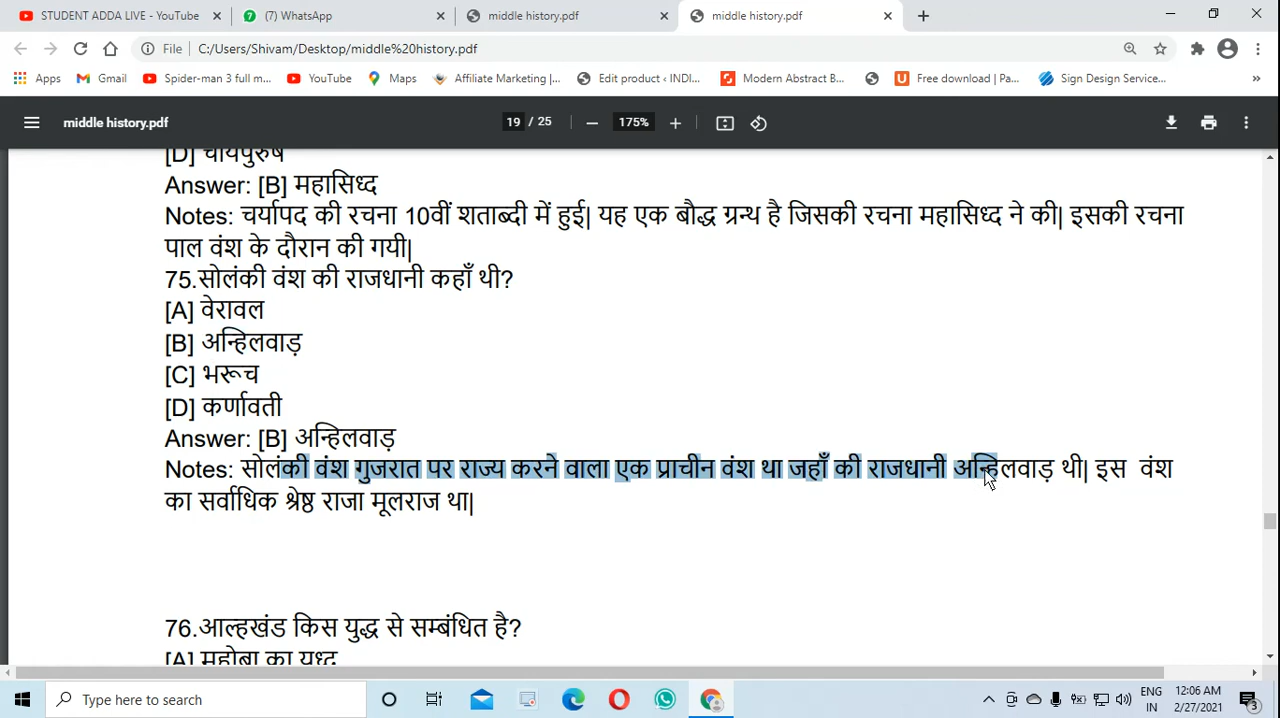 STUDENT ADDA LIVE - YouTube
(7) WhatsApp
middle history.pdf
middle history.pdf
File
C:/Users/Shivam/Desktop/middle%20history.pdf
Apps
Gmail
Spider-man 3 full m...
YouTube
Maps
Affiliate Marketing |...
Edit product ‹ INDI...
Modern Abstract B...
Free download | Pa...
Sign Design Service...
middle history.pdf
19 / 25
175%
[D] चार्यपुरुष
Answer: [B] महासिध्द
Notes: चर्यापद की रचना 10वीं शताब्दी में हुई| यह एक बौद्ध ग्रन्थ है जिसकी रचना महासिध्द ने की| इसकी रचना
पाल वंश के दौरान की गयी|
75.सोलंकी वंश की राजधानी कहाँ थी?
[A] वेरावल
[B] अन्हिलवाड़
[C] भरूच
[D] कर्णावती
Answer: [B] अन्हिलवाड़
Notes: सोलंकी वंश गुजरात पर राज्य करने वाला एक प्राचीन वंश था जहाँ की राजधानी अन्हिलवाड़ थी| इस वंश
का सर्वाधिक श्रेष्ठ राजा मूलराज था|
76.आल्हखंड किस युद्ध से सम्बंधित है?
[A] महोबा का युध्द
Type here to search
ENG
IN
12:06 AM
2/27/2021
3